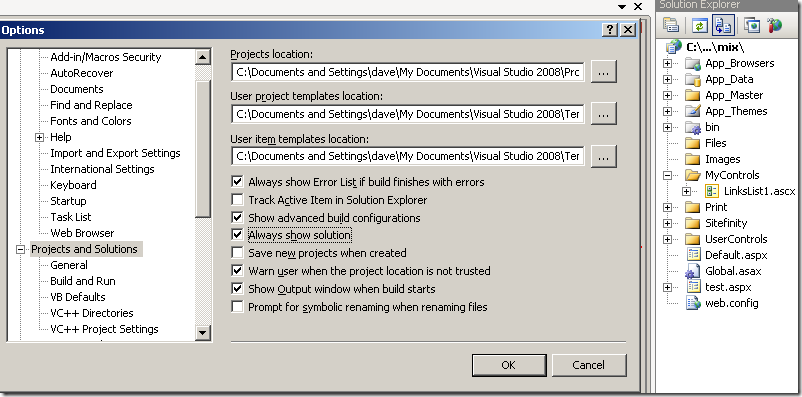 Options
Add-in/Macros Security
AutoRecover
Documents
Find and Replace
Fonts and Colors
Help
Import and Export Settings
International Settings
Keyboard
Startup
Task List
Web Browser
Projects and Solutions
General
Build and Run
VB Defaults
VC++ Directories
VC++ Project Settings
Projects location:
C:\Documents and Settings\dave\My Documents\Visual Studio 2008\Pro
...
User project templates location:
C:\Documents and Settings\dave\My Documents\Visual Studio 2008\Ter
...
User item templates location:
C:\Documents and Settings\dave\My Documents\Visual Studio 2008\Ter
...
Always show Error List if build finishes with errors
Track Active Item in Solution Explorer
Show advanced build configurations
Always show solution
Save new projects when created
Warn user when the project location is not trusted
Show Output window when build starts
Prompt for symbolic renaming when renaming files
OK
Cancel
Solution Explorer
C:\...\mix\
App_Browsers
App_Data
App_Master
App_Themes
bin
Files
Images
MyControls
LinksList1.ascx
Print
Sitefinity
UserControls
Default.aspx
Global.asax
test.aspx
web.config